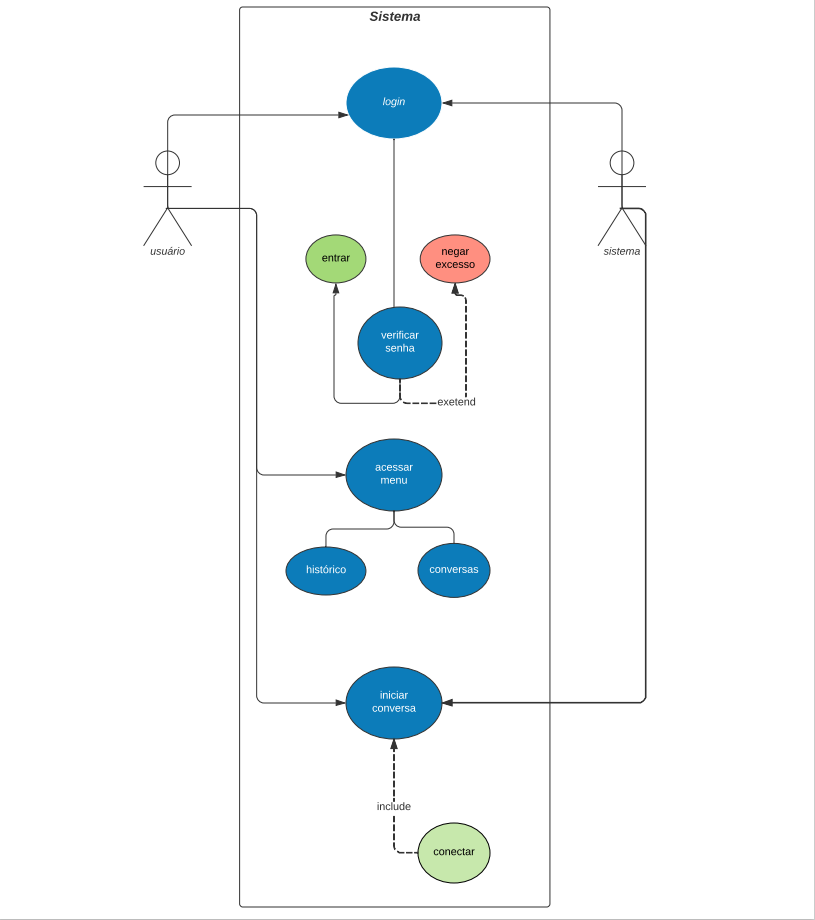 Sistema
login
usuário
sistema
entrar
negar
excesso
verificar
senha
exetend
acessar
menu
histórico
conversas
iniciar
conversa
include
conectar